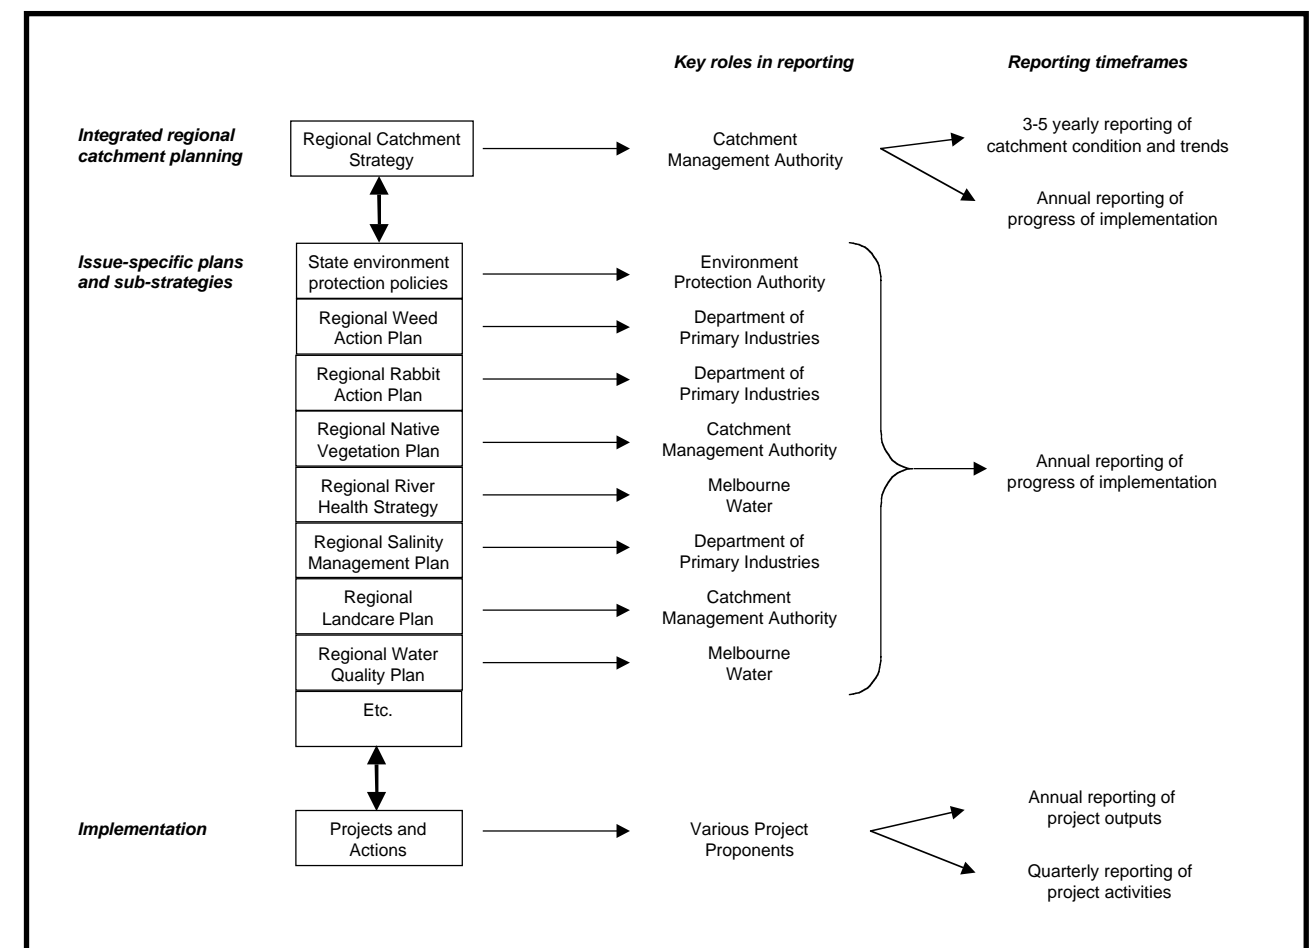 Key roles in reporting
Reporting timeframes
Integrated regional
catchment planning
Regional Catchment
Strategy
Catchment
Management Authority
3-5 yearly reporting of
catchment condition and trends
Annual reporting of
progress of implementation
Issue-specific plans
and sub-strategies
State environment
protection policies
Environment
Protection Authority
Regional Weed
Action Plan
Department of
Primary Industries
Regional Rabbit
Action Plan
Department of
Primary Industries
Regional Native
Vegetation Plan
Catchment
Management Authority
Regional River
Health Strategy
Melbourne
Water
Regional Salinity
Management Plan
Department of
Primary Industries
Regional
Landcare Plan
Catchment
Management Authority
Regional Water
Quality Plan
Melbourne
Water
Etc.
Annual reporting of
progress of implementation
Implementation
Projects and
Actions
Various Project
Proponents
Annual reporting of
project outputs
Quarterly reporting of
project activities